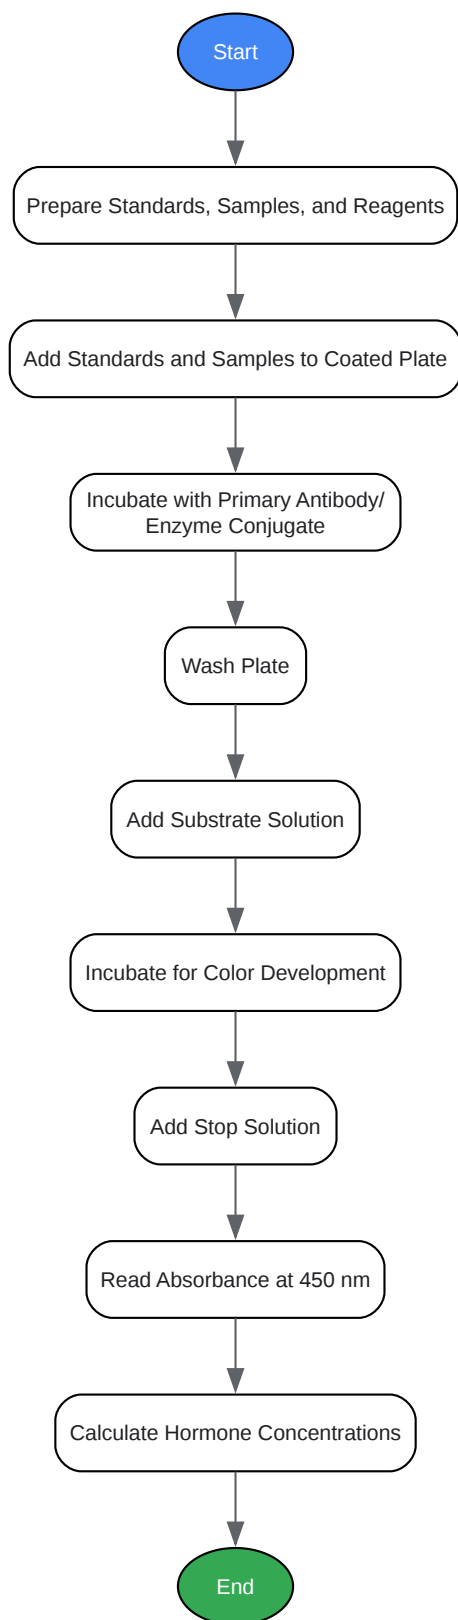 Start
Prepare Standards, Samples, and Reagents
Add Standards and Samples to Coated Plate
Incubate with Primary Antibody/
Enzyme Conjugate
Wash Plate
Add Substrate Solution
Incubate for Color Development
Add Stop Solution
Read Absorbance at 450 nm
Calculate Hormone Concentrations
End